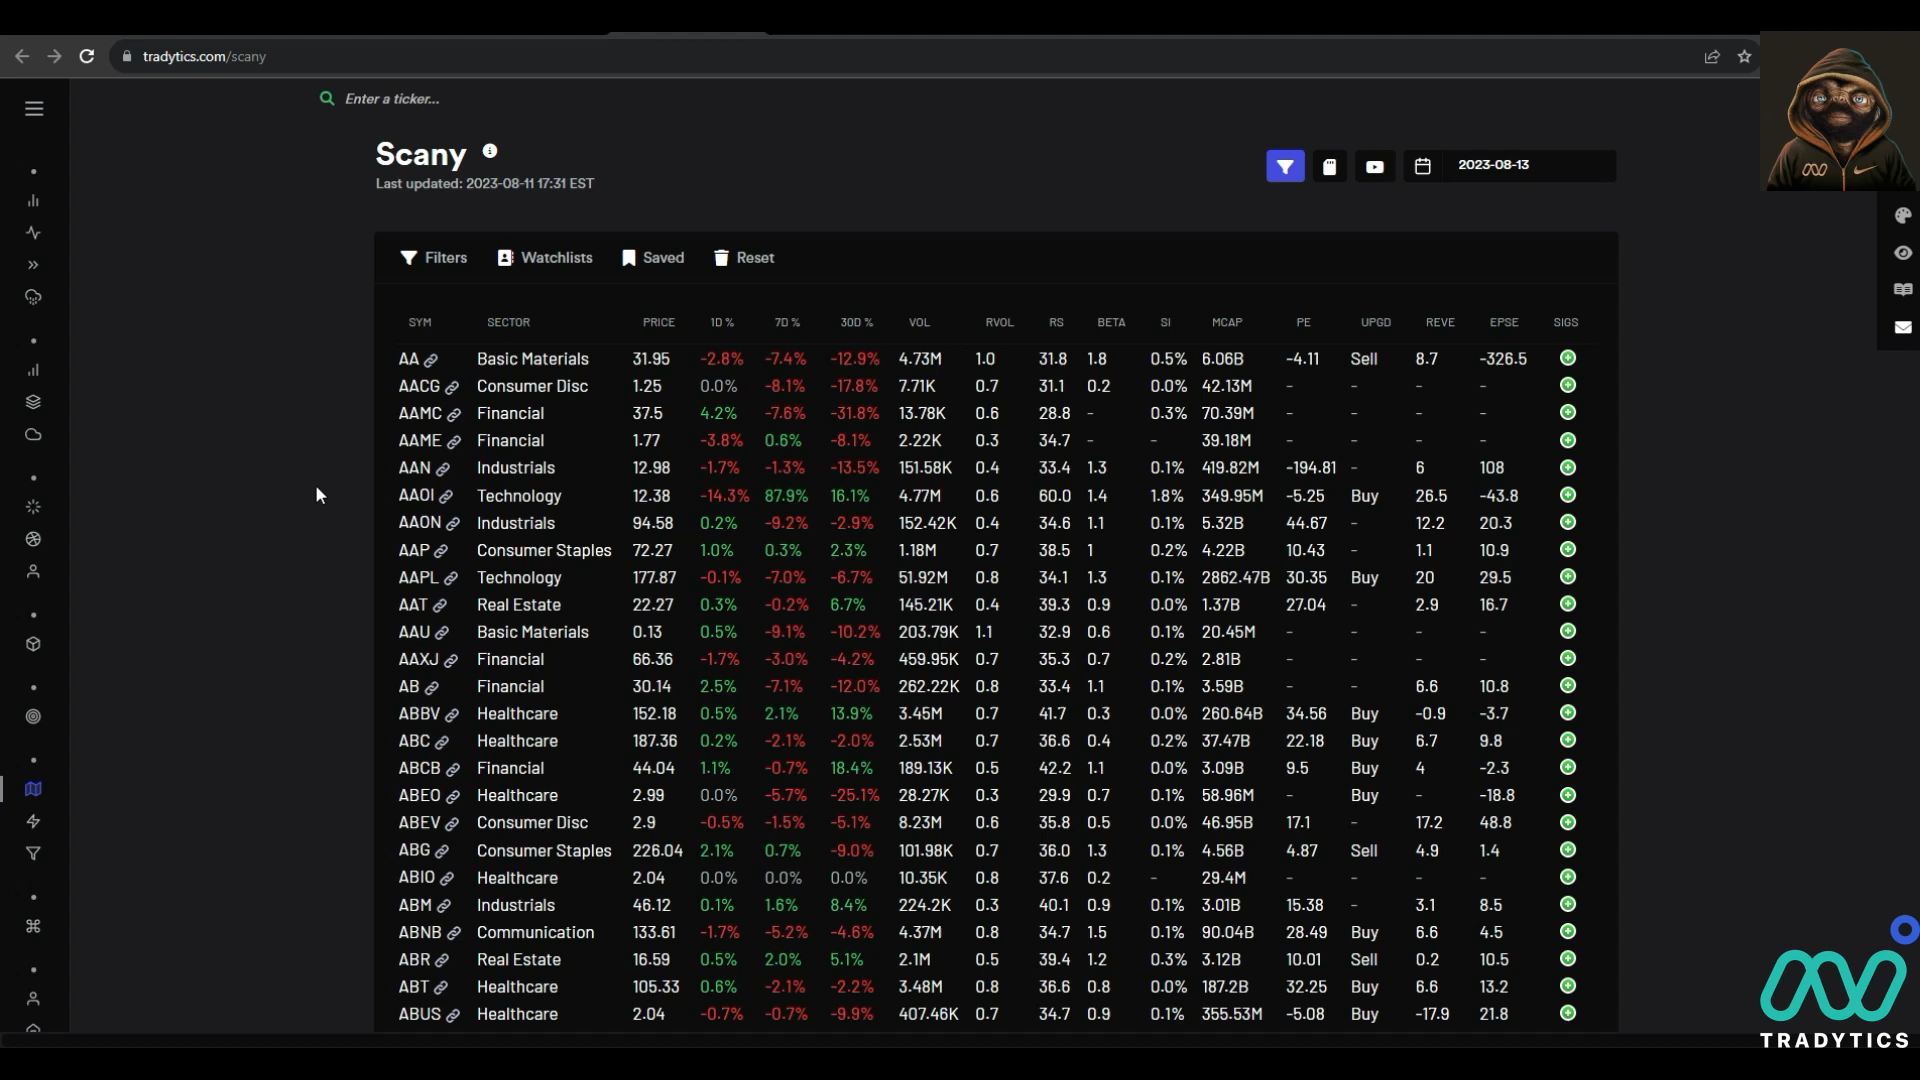 tradytics.com/scany
Enter a ticker...
Scany
Last updated: 2023-08-11 17:31 EST
2023-08-13
Filters Watchlists Saved Reset
SYM SECTOR PRICE 1D % 7D % 30D % VOL RVOL RS BETA SI MCAP PE UPGD REVE EPSE SIGS
AA Basic Materials 31.95 -2.8% -7.4% -12.9% 4.73M 1.0 31.8 1.8 0.5% 6.06B -4.11 Sell 8.7 -326.5
AACG Consumer Disc 1.25 0.0% -8.1% -17.8% 7.71K 0.7 31.1 0.2 0.0% 42.13M - - - -
AAMC Financial 37.5 4.2% -7.6% -31.8% 13.78K 0.6 28.8 - 0.3% 70.39M - - - -
AAME Financial 1.77 -3.8% 0.6% -8.1% 2.22K 0.3 34.7 - - 39.18M - - - -
AAN Industrials 12.98 -1.7% -1.3% -13.5% 151.58K 0.4 33.4 1.3 0.1% 419.82M -194.81 - 6 108
AAOI Technology 12.38 -14.3% 87.9% 16.1% 4.77M 0.6 60.0 1.4 1.8% 349.95M -5.25 Buy 26.5 -43.8
AAON Industrials 94.58 0.2% -9.2% -2.9% 152.42K 0.4 34.6 1.1 0.1% 5.32B 44.67 - 12.2 20.3
AAP Consumer Staples 72.27 1.0% 0.3% 2.3% 1.18M 0.7 38.5 1 0.2% 4.22B 10.43 - 1.1 10.9
AAPL Technology 177.87 -0.1% -7.0% -6.7% 51.92M 0.8 34.1 1.3 0.1% 2862.47B 30.35 Buy 20 29.5
AAT Real Estate 22.27 0.3% -0.2% 6.7% 145.21K 0.4 39.3 0.9 0.0% 1.37B 27.04 - 2.9 16.7
AAU Basic Materials 0.13 0.5% -9.1% -10.2% 203.79K 1.1 32.9 0.6 0.1% 20.45M - - - -
AAXJ Financial 66.36 -1.7% -3.0% -4.2% 459.95K 0.7 35.3 0.7 0.2% 2.81B - - - -
AB Financial 30.14 2.5% -7.1% -12.0% 262.22K 0.8 33.4 1.1 0.1% 3.59B - - 6.6 10.8
ABBV Healthcare 152.18 0.5% 2.1% 13.9% 3.45M 0.7 41.7 0.3 0.0% 260.64B 34.56 Buy -0.9 -3.7
ABC Healthcare 187.36 0.2% -2.1% -2.0% 2.53M 0.7 36.6 0.4 0.2% 37.47B 22.18 Buy 6.7 9.8
ABCB Financial 44.04 1.1% -0.7% 18.4% 189.13K 0.5 42.2 1.1 0.0% 3.09B 9.5 Buy 4 -2.3
ABEO Healthcare 2.99 0.0% -5.7% -25.1% 28.27K 0.3 29.9 0.7 0.1% 58.96M - Buy - -18.8
ABEV Consumer Disc 2.9 -0.5% -1.5% -5.1% 8.23M 0.6 35.8 0.5 0.0% 46.95B 17.1 - 17.2 48.8
ABG Consumer Staples 226.04 2.1% 0.7% -9.0% 101.98K 0.7 36.0 1.3 0.1% 4.56B 4.87 Sell 4.9 1.4
ABIO Healthcare 2.04 0.0% 0.0% 0.0% 10.35K 0.8 37.6 0.2 - 29.4M - - - -
ABM Industrials 46.12 0.1% 1.6% 8.4% 224.2K 0.3 40.1 0.9 0.1% 3.01B 15.38 - 3.1 8.5
ABNB Communication 133.61 -1.7% -5.2% -4.6% 4.37M 0.8 34.7 1.5 0.1% 90.04B 28.49 Buy 6.6 4.5
ABR Real Estate 16.59 0.5% 2.0% 5.1% 2.1M 0.5 39.4 1.2 0.3% 3.12B 10.01 Sell 0.2 10.5
ABT Healthcare 105.33 0.6% -2.1% -2.2% 3.48M 0.8 36.6 0.8 0.0% 187.2B 32.25 Buy 6.6 13.2
ABUS Healthcare 2.04 -0.7% -0.7% -9.9% 407.46K 0.7 34.7 0.9 0.1% 355.53M -5.08 Buy -17.9 21.8
TRADYTICS